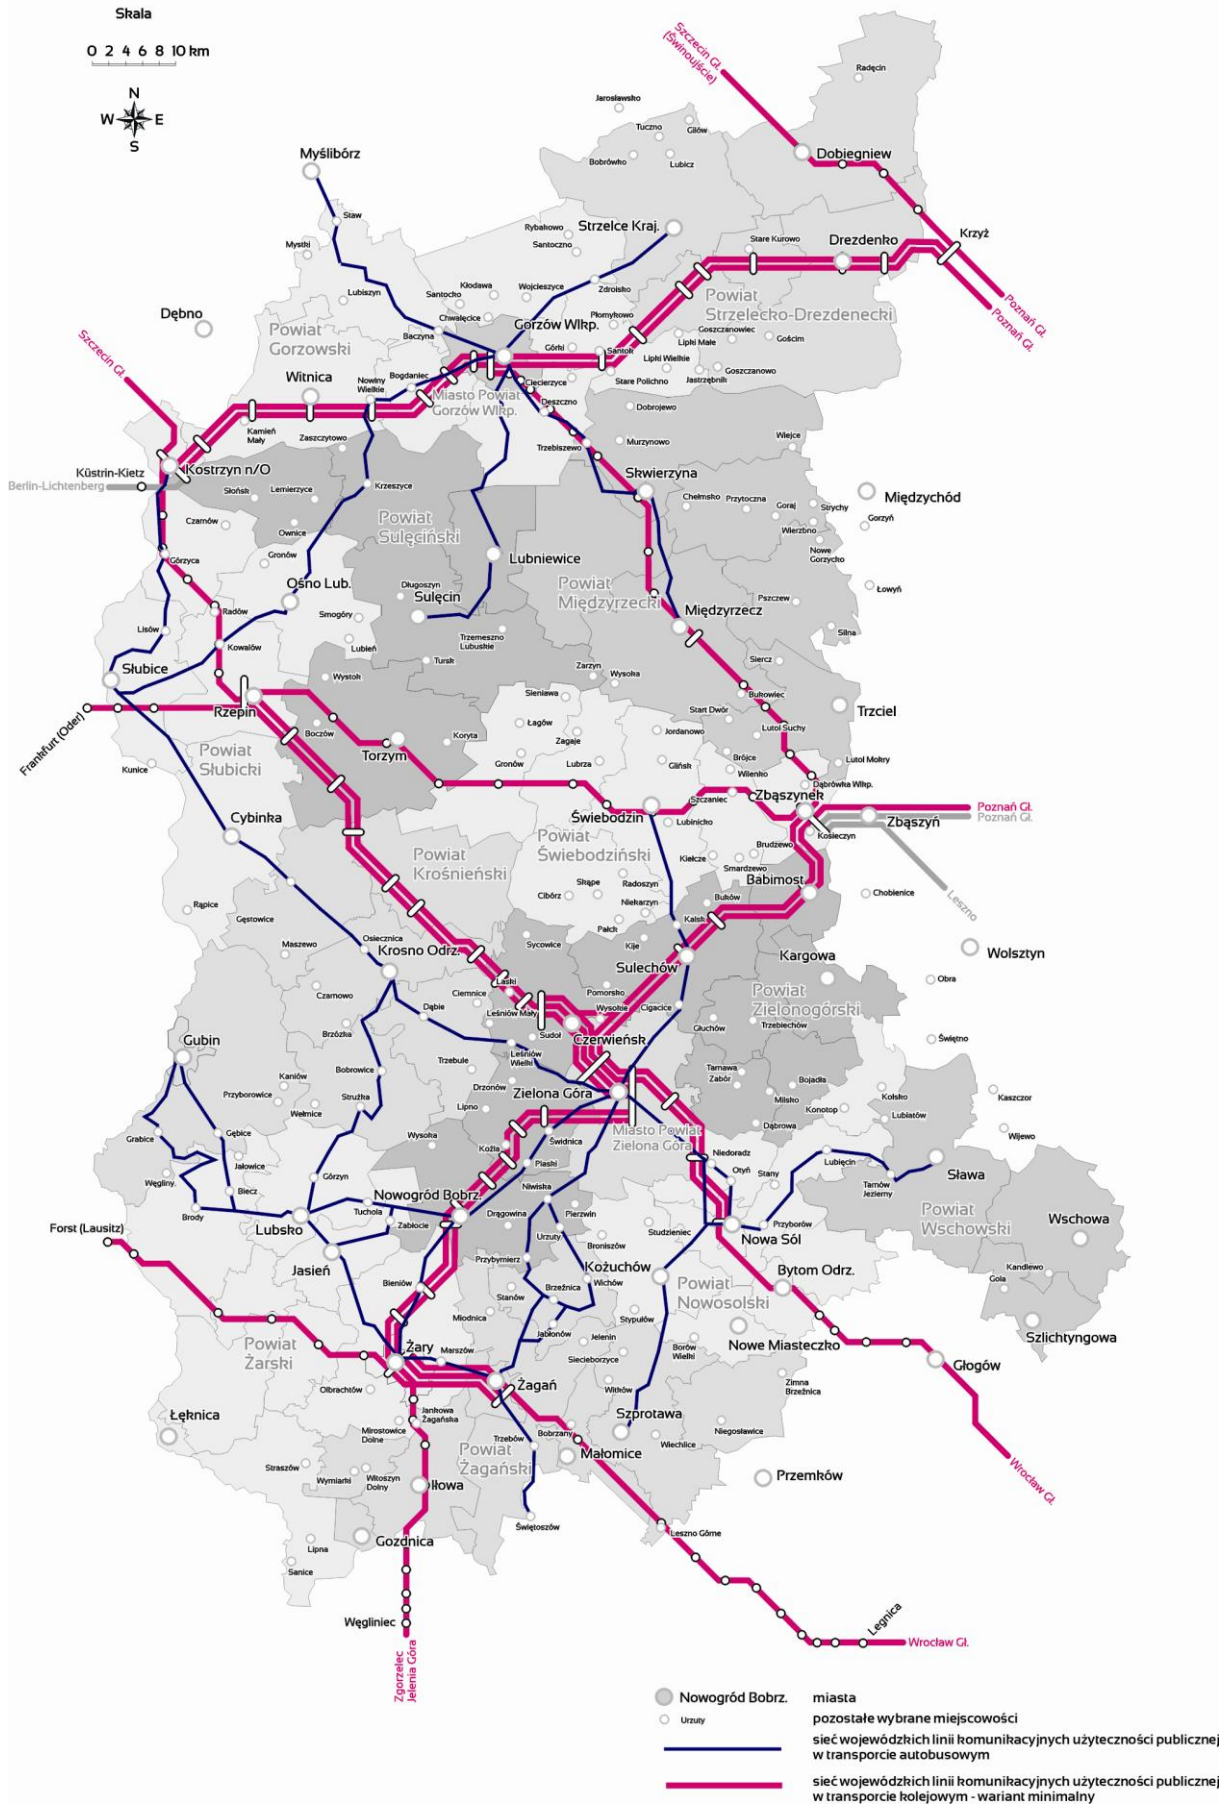 Skala
0 2 4 6 8 10 km
N
W E
S
Szczecin Gł.
(Świnoujście)
Radęcin
Jarosławsko
Tuczno
Gilów
Bobrówko
Lubicz
Dobiegniew
Myślibórz
Staw
Mystki
Rybakowo
Santoczno
Strzelce Kraj.
Stare Kurowo
Drezdenko
Krzyż
Poznań Gł.
Poznań Gł.
Lubiszyn
Kłodawa
Santocko
Wojcieszyce
Zdroisko
Chwalęcice
Powiat
Strzelecko-Drezdenecki
Dębno
Powiat
Gorzowski
Baczyna
Gorzów Wlkp.
Płomykowo
Goszczanowiec
Lipki Małe
Gościm
Górki
Santok
Lipki Wielkie
Szczecin Gł.
Witnica
Nowiny
Wielkie
Bogdaniec
Ciecierzyce
Stare Polichno
Jastrzębnik
Goszczanowo
Miasto Powiat
Gorzów Wlkp.
Deszczno
Dobrojewo
Kamień
Mały
Zaszczytowo
Trzebiszewo
Murzynowo
Wiejce
Küstrin-Kietz
Kostrzyn n/O
Berlin-Lichtenberg
Krzeszyce
Skwierzyna
Słońsk
Lemierzyce
Chełmsko
Przytoczna
Goraj
Strychy
Międzychód
Gorzyń
Czarnów
Ownice
Powiat
Sulęciński
Wierzbno
Nowe
Gorzycko
Górzyca
Gronów
Lubniewice
Ośno Lub.
Długoszyn
Sulęcin
Powiat
Międzyrzecki
Pszczew
Łowyń
Radów
Smogóry
Międzyrzecz
Lisów
Kowalów
Lubień
Trzemeszno
Lubuskie
Silna
Słubice
Tursk
Siercz
Wystok
Zarzyn
Wysoka
Sieniawa
Bukowiec
Trzciel
Rzepin
Frankfurt (Oder)
Boczów
Łagów
Start Dwór
Torzym
Koryta
Zagaje
Jordanowo
Lutol Suchy
Powiat
Słubicki
Kunice
Gronów
Lubrza
Glińsk
Brójce
Wilenko
Lutol Mokry
Dąbrówka Wlkp.
Szczaniec
Zbąszynek
Poznań Gł.
Poznań Gł.
Cybinka
Świebodzin
Lubinicko
Zbąszyń
Kosieczyn
Powiat
Świebodziński
Powiat
Krośnieński
Kiełcze
Brudzewo
Smardzewo
Babimost
Radoszyn
Skąpe
Cibórz
Niekarzyn
Chobienice
Leszno
Rąpice
Gęstowice
Buków
Kalsk
Pałck
Kije
Osiecznica
Maszewo
Krosno Odrz.
Sycowice
Sulechów
Kargowa
Wolsztyn
Czarnowo
Laski
Ciemnice
Pomorsko
Obra
Powiat
Zielonogórski
Dąbie
Leśniów Mały
Wysokie
Cigacice
Brzózka
Sudoł
Czerwieńsk
Głuchów
Trzebiechów
Gubin
Leśniów
Wielki
Świętno
Trzebule
Tarnawa
Zabór
Bobrowice
Kaniów
Drzonów
Zielona Góra
Bojadła
Przyborowice
Milsko
Kolsko
Kaszczor
Wełmice
Strużka
Lipno
Konotop
Lubiatów
Miasto Powiat
Zielona Góra
Dąbrowa
Wijewo
Grabice
Gębice
Wysoka
Koźla
Świdnica
Jałowice
Niedoradz
Lubięcin
Sława
Węgliny
Piaski
Otyń
Stany
Górzyn
Tarnów
Jezierny
Biecz
Nowogród Bobrz.
Niwiska
Brody
Tuchola
Pierzwin
Powiat
Wschowski
Wschowa
Forst (Lausitz)
Lubsko
Zabłocie
Drągowina
Studzieniec
Przyborów
Nowa Sól
Urzuty
Broniszów
Jasień
Przybymierz
Kożuchów
Bytom Odrz.
Kandlewo
Gola
Bieniów
Brzeźnica
Wichów
Powiat
Nowosolski
Stanów
Miodnica
Stypułów
Jabłonów
Szlichtyngowa
Powiat
Żarski
Żary
Marszów
Jelenin
Borów
Wielki
Nowe Miasteczko
Siecieborzyce
Głogów
Olbrachtów
Żagań
Witków
Zimna
Brzeźnica
Łęknica
Jankowa
Żagańska
Mirostowice
Dolne
Szprotawa
Bobrzany
Niegosławice
Trzebów
Wiechlice
Powiat
Żagański
Małomice
Straszów
Wymiarki
Witoszyn
Dolny
Przemków
Wrocław Gł.
Iłowa
Świętoszów
Gozdnica
Leszno Górne
Lipna
Sanice
Węgliniec
Legnica
Zgorzelec
Jelenia Góra
Wrocław Gł.
Nowogród Bobrz. miasta
Urzuty pozostałe wybrane miejscowości
sieć wojewódzkich linii komunikacyjnych użyteczności publicznej
w transporcie autobusowym
sieć wojewódzkich linii komunikacyjnych użyteczności publicznej
w transporcie kolejowym - wariant minimalny